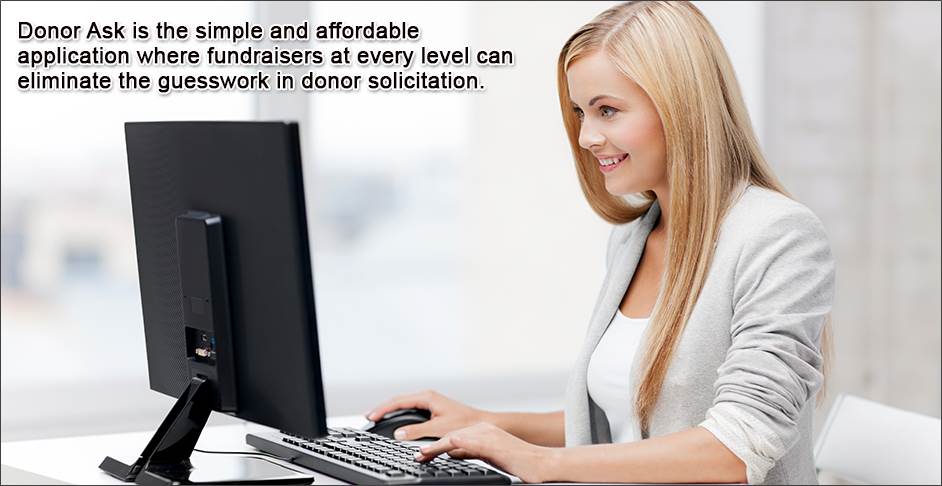 Donor Ask is the simple and affordable
application where fundraisers at every level can
eliminate the guesswork in donor solicitation.